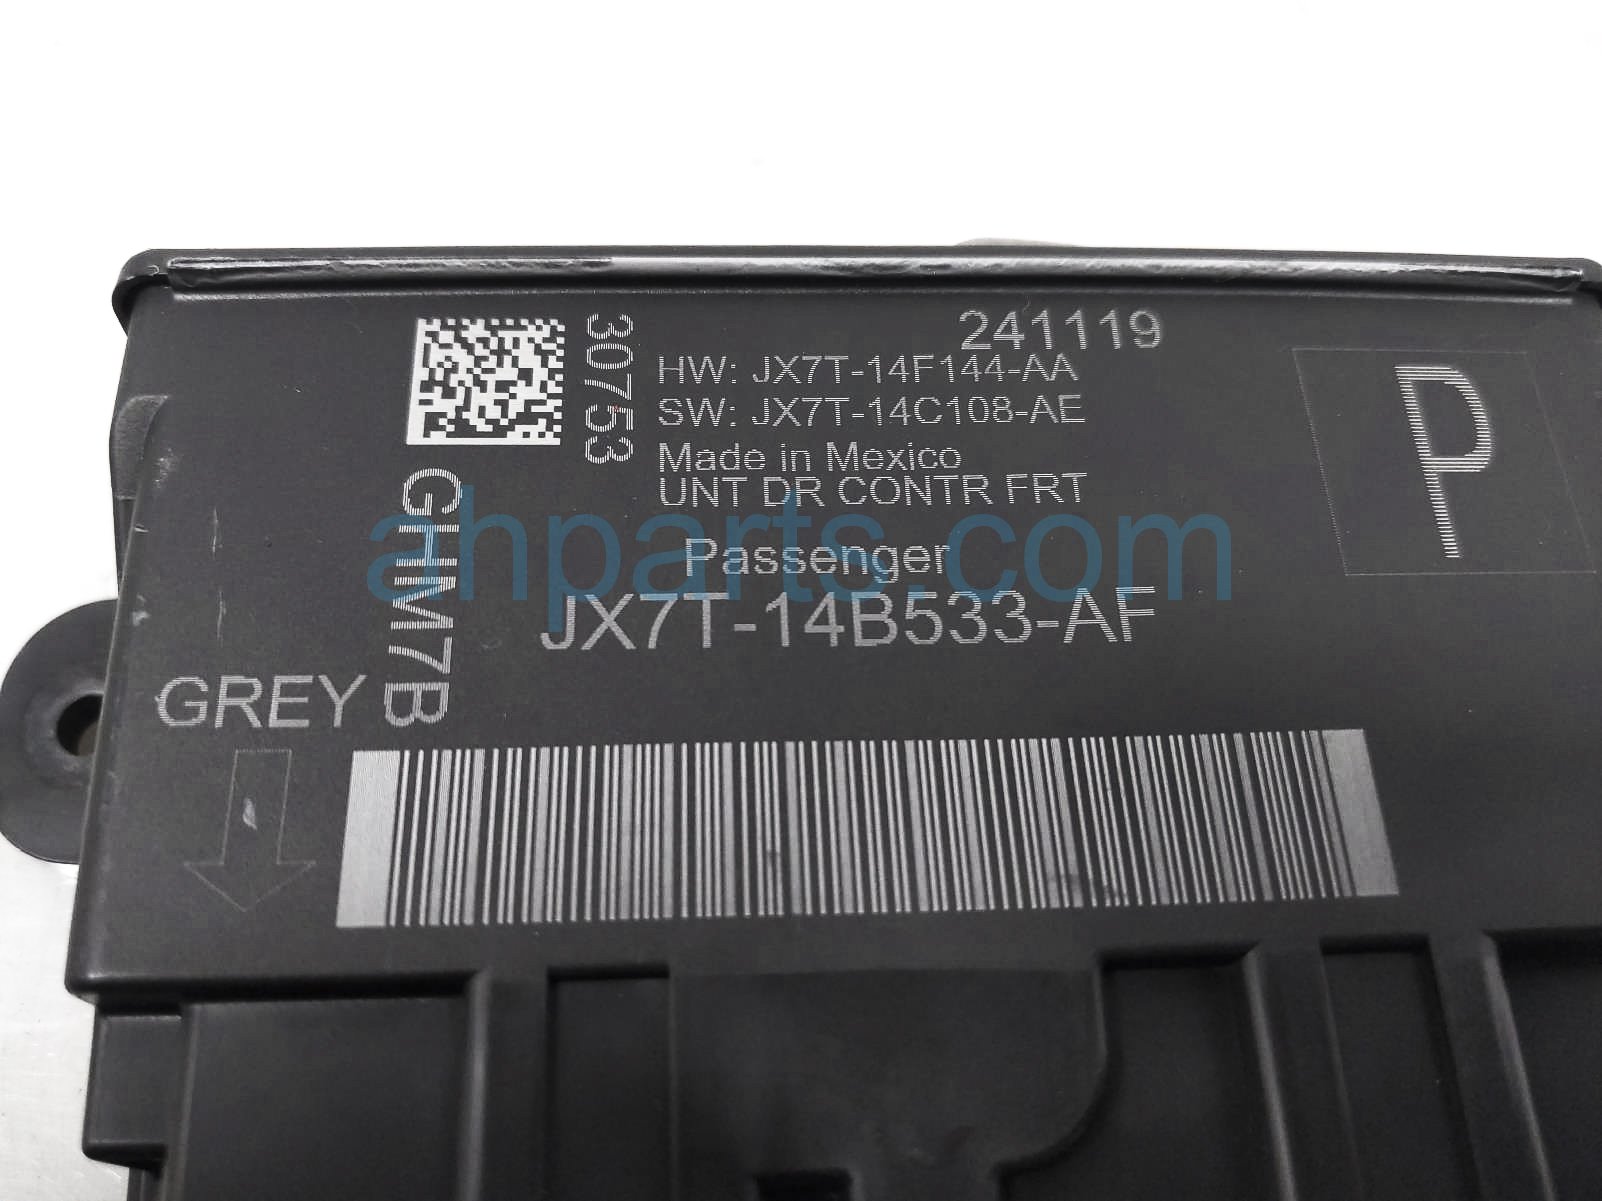 241119
307753
HW: JX7T-14F144-AA
SW: JX7T-14C108-AE
Made in Mexico
UNT DR CONTR FRT
P
GHM7B
ahparts.com
Passenger
JX7T-14B533-AF
GREY